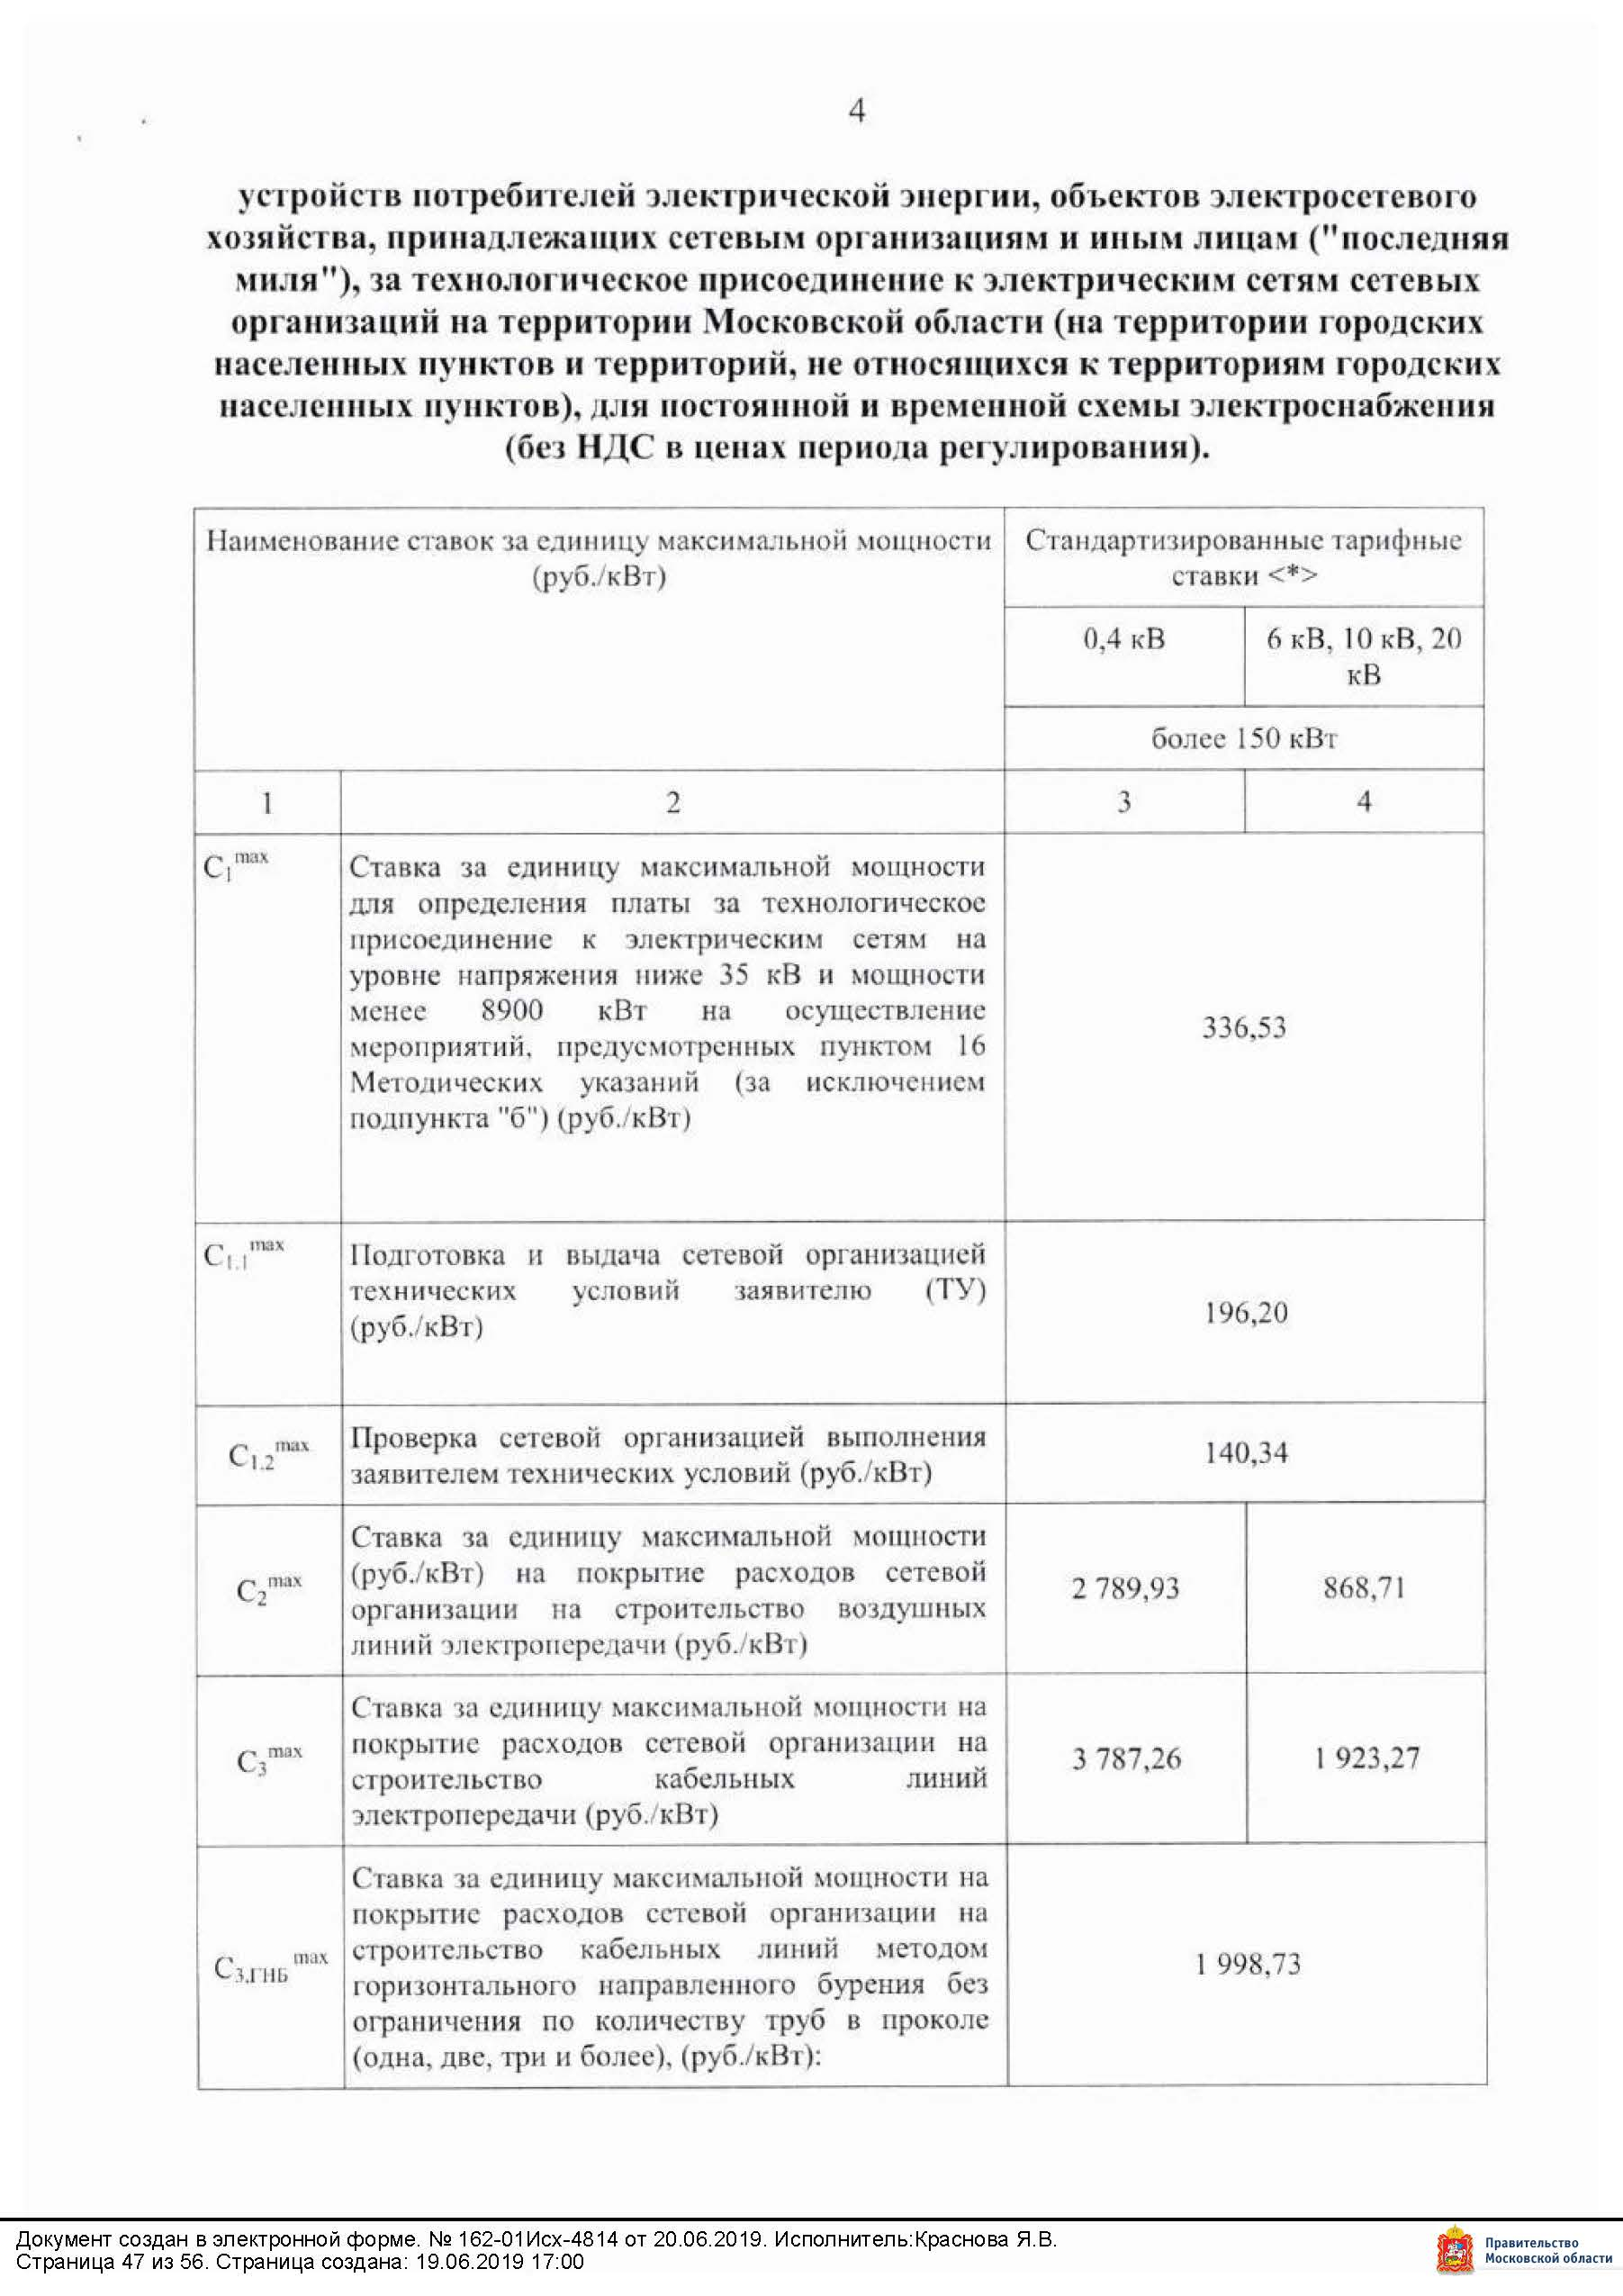 4
устройств потребителей электрической энергии, объектов электросетевого
хозяйства, принадлежащих сетевым организациям и иным лицам ("последняя
миля"), за технологическое присоединение к электрическим сетям сетевых
организаций на территории Московской области (на территории городских
населенных пунктов и территорий, не относящихся к территориям городских
населенных пунктов), для постоянной и временной схемы электроснабжения
(без НДС в ценах периода регулирования).
Наименование ставок за единицу максимальной мощности
(руб./кВт)
Стандартизированные тарифные
ставки <*>
0,4 кВ
6 кВ, 10 кВ, 20
кВ
более 150 кВт
1
2
3
4
C1max
Ставка за единицу максимальной мощности
для определения платы за технологическое
присоединение к электрическим сетям на
уровне напряжения ниже 35 кВ и мощности
менее 8900 кВт на осуществление
мероприятий, предусмотренных пунктом 16
Методических указаний (за исключением
подпункта "б") (руб./кВт)
336,53
C1.1max
Подготовка и выдача сетевой организацией
технических условий заявителю (ТУ)
(руб./кВт)
196,20
C1.2max
Проверка сетевой организацией выполнения
заявителем технических условий (руб./кВт)
140,34
C2max
Ставка за единицу максимальной мощности
(руб./кВт) на покрытие расходов сетевой
организации на строительство воздушных
линий электропередачи (руб./кВт)
2 789,93
868,71
C3max
Ставка за единицу максимальной мощности на
покрытие расходов сетевой организации на
строительство кабельных линий
электропередачи (руб./кВт)
3 787,26
1 923,27
C3.ГНБmax
Ставка за единицу максимальной мощности на
покрытие расходов сетевой организации на
строительство кабельных линий методом
горизонтального направленного бурения без
ограничения по количеству труб в проколе
(одна, две, три и более), (руб./кВт):
1 998,73
Документ создан в электронной форме. № 162-01Исх-4814 от 20.06.2019. Исполнитель:Краснова Я.В.
Страница 47 из 56. Страница создана: 19.06.2019 17:00
Правительство
Московской области